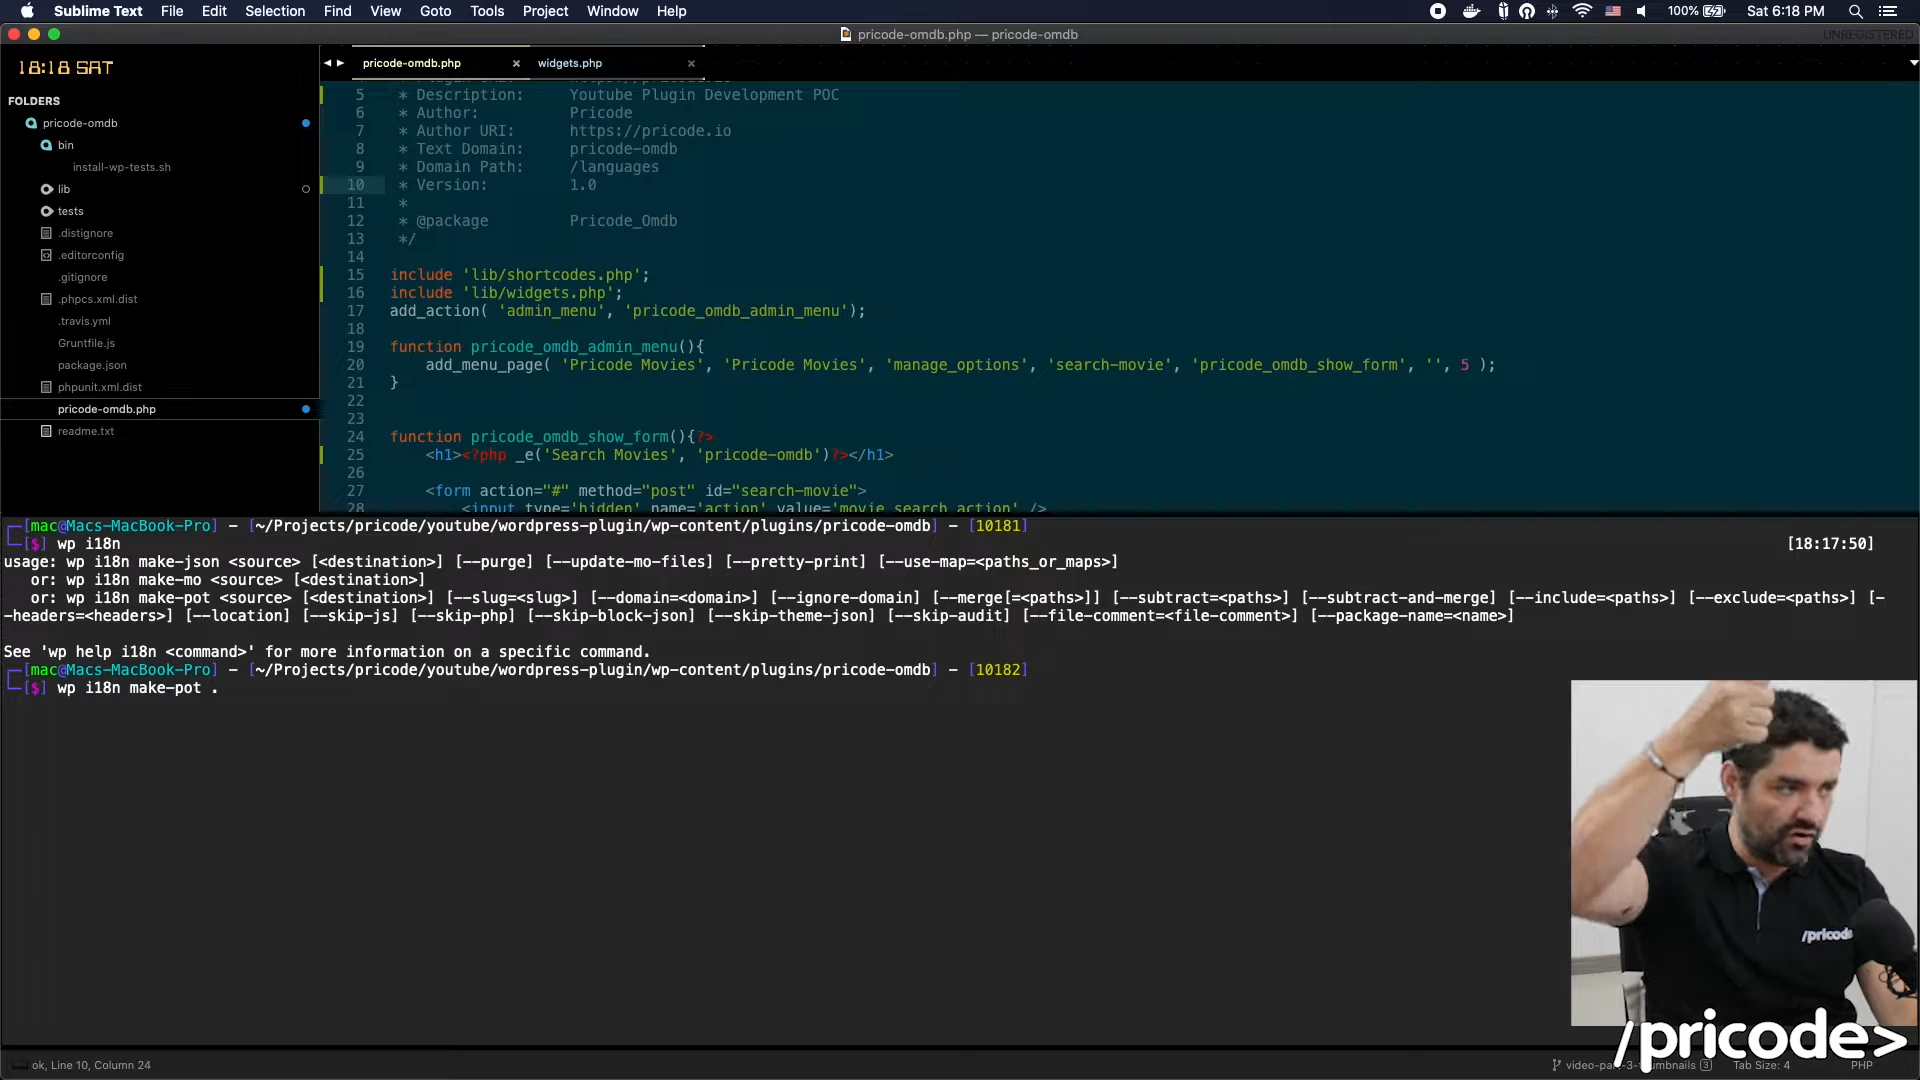 Sublime Text File Edit Selection Find View Goto Tools Project Window Help 100% Sat 6:18 PM
pricode-omdb.php — pricode-omdb UNREGISTERED
18:18 SAT
FOLDERS
pricode-omdb
bin
install-wp-tests.sh
lib
tests
.distignore
.editorconfig
.gitignore
.phpcs.xml.dist
.travis.yml
Gruntfile.js
package.json
phpunit.xml.dist
pricode-omdb.php
readme.txt
pricode-omdb.php × widgets.php ×
5 * Description: Youtube Plugin Development POC
6 * Author: Pricode
7 * Author URI: https://pricode.io
8 * Text Domain: pricode-omdb
9 * Domain Path: /languages
10 * Version: 1.0
11 *
12 * @package Pricode_Omdb
13 */
14
15 include 'lib/shortcodes.php';
16 include 'lib/widgets.php';
17 add_action( 'admin_menu', 'pricode_omdb_admin_menu');
18
19 function pricode_omdb_admin_menu(){
20 add_menu_page( 'Pricode Movies', 'Pricode Movies', 'manage_options', 'search-movie', 'pricode_omdb_show_form', '', 5 );
21 }
22
23
24 function pricode_omdb_show_form(){?>
25 <h1><?php _e('Search Movies', 'pricode-omdb')?></h1>
26
27 <form action="#" method="post" id="search-movie">
28 <input type='hidden' name='action' value='movie_search_action' />
[mac@Macs-MacBook-Pro] – [~/Projects/pricode/youtube/wordpress-plugin/wp-content/plugins/pricode-omdb] – [10181]
[$] wp i18n [18:17:50]
usage: wp i18n make-json <source> [<destination>] [--purge] [--update-mo-files] [--pretty-print] [--use-map=<paths_or_maps>]
or: wp i18n make-mo <source> [<destination>]
or: wp i18n make-pot <source> [<destination>] [--slug=<slug>] [--domain=<domain>] [--ignore-domain] [--merge[=<paths>]] [--subtract=<paths>] [--subtract-and-merge] [--include=<paths>] [--exclude=<paths>] [-
-headers=<headers>] [--location] [--skip-js] [--skip-php] [--skip-block-json] [--skip-theme-json] [--skip-audit] [--file-comment=<file-comment>] [--package-name=<name>]
See 'wp help i18n <command>' for more information on a specific command.
[mac@Macs-MacBook-Pro] – [~/Projects/pricode/youtube/wordpress-plugin/wp-content/plugins/pricode-omdb] – [10182]
[$] wp i18n make-pot .
/pricode
/pricode>
ok, Line 10, Column 24 3 Tab Size: 4 PHP